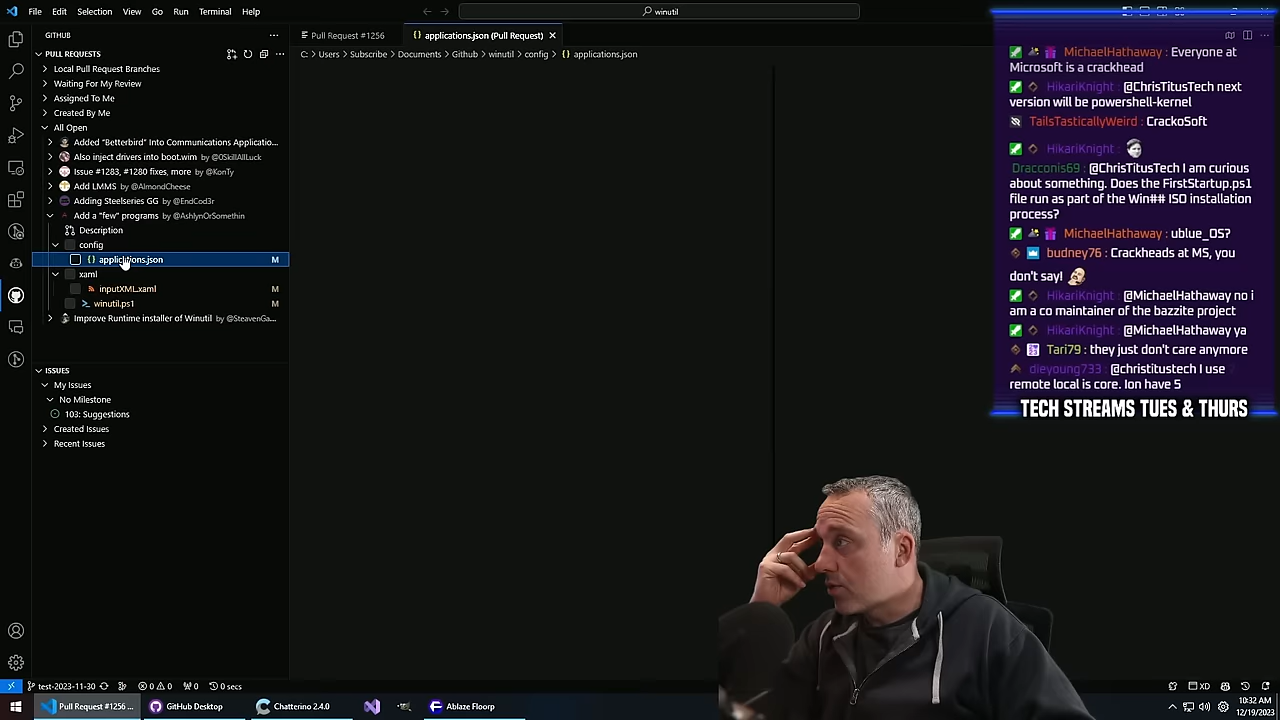 File Edit Selection View Go Run Terminal Help
winutil
GITHUB
PULL REQUESTS
Local Pull Request Branches
Waiting For My Review
Assigned To Me
Created By Me
All Open
Added "Betterbird" Into Communications Applicatio...
Also inject drivers into boot.wim by @0SkillAllLuck
Issue #1283, #1280 fixes, more by @KonTy
Add LMMS by @AlmondCheese
Adding Steelseries GG by @EndCod3r
Add a "few" programs by @AshlynOrSomethin
Description
config
applications.json M
xaml
inputXML.xaml M
winutil.ps1 M
Improve Runtime installer of Winutil by @SteavenGa...
ISSUES
My Issues
No Milestone
103: Suggestions
Created Issues
Recent Issues
Pull Request #1256
applications.json (Pull Request)
C: > Users > Subscribe > Documents > Github > winutil > config > applications.json
MichaelHathaway : Everyone at
Microsoft is a crackhead
HikariKnight : @ChrisTitusTech next
version will be powershell-kernel
TailsTasticallyWeird : CrackoSoft
HikariKnight :
Dracconis69 : @ChrisTitusTech I am curious
about something. Does the FirstStartup.ps1
file run as part of the Win## ISO installation
process?
MichaelHathaway : ublue_OS?
budney76 : Crackheads at MS, you
don't say!
HikariKnight : @MichaelHathaway no i
am a co maintainer of the bazzite project
HikariKnight : @MichaelHathaway ya
Tari79 : they just don't care anymore
dieyoung733 : @christitustech I use
remote local is core. Ion have 5
TECH STREAMS TUES & THURS
test-2023-11-30 0 0 0 0 secs XD
Pull Request #1256 ... GitHub Desktop Chatterino 2.4.0 Ablaze Floorp
10:32 AM
12/19/2023